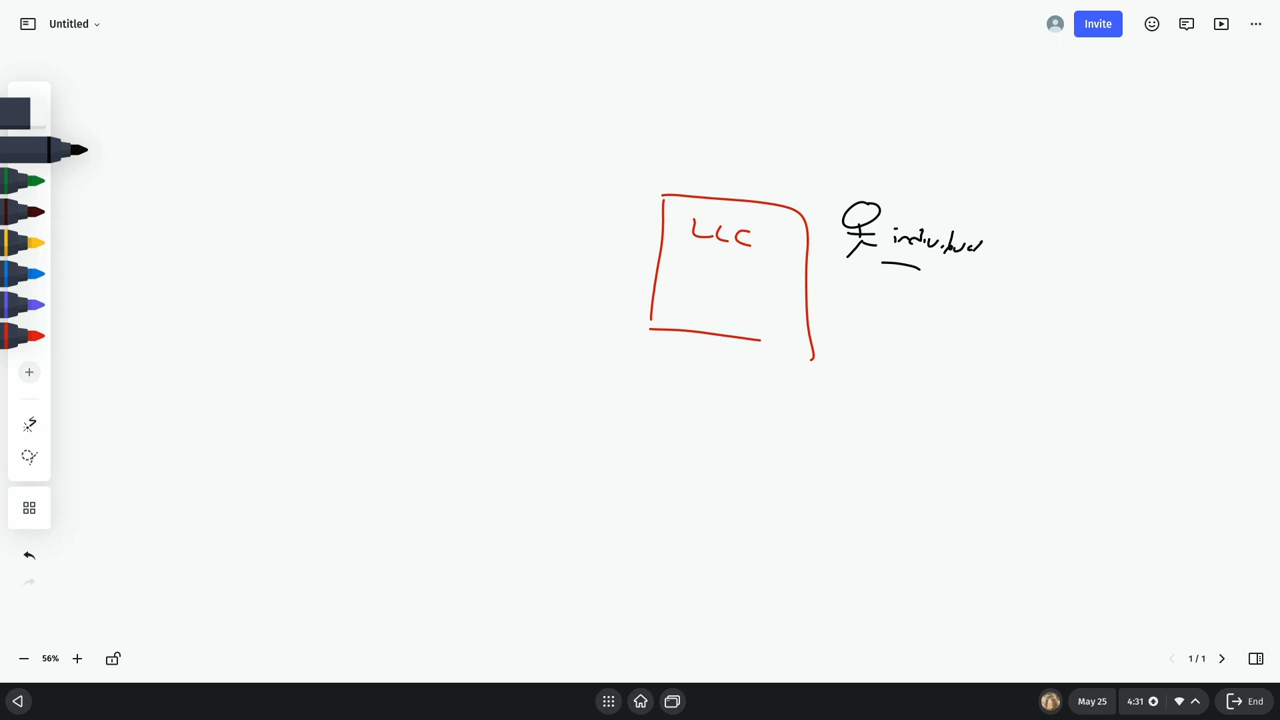 Untitled
Invite
LLC
individual
56%
1 / 1
May 25
4:31
End